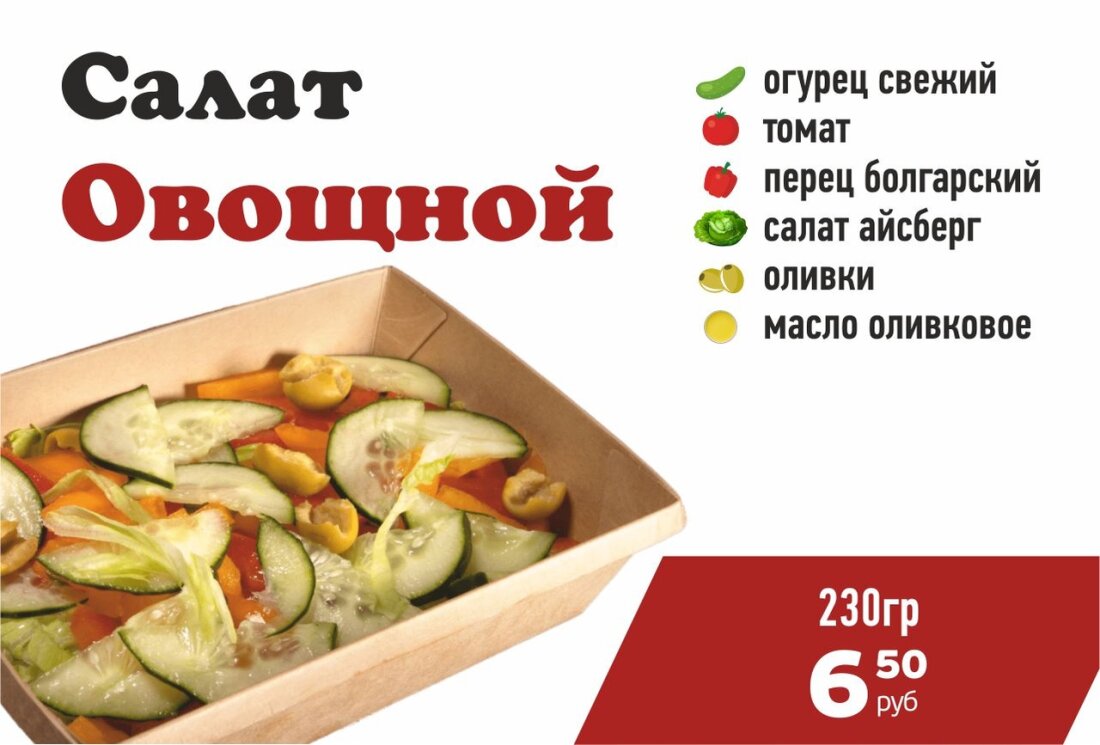 Салат
Овощной
огурец свежий
томат
перец болгарский
салат айсберг
оливки
масло оливковое
230гр
6 50
руб